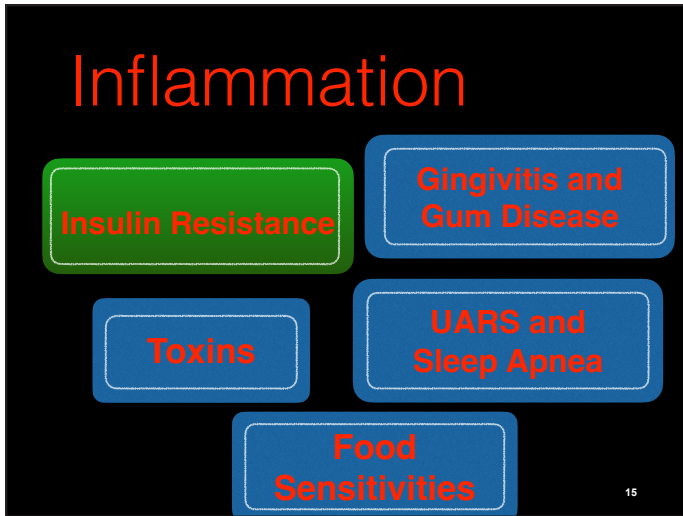 Inflammation
Insulin Resistance
Gingivitis and
Gum Disease
Toxins
UARS and
Sleep Apnea
Food
Sensitivities
15